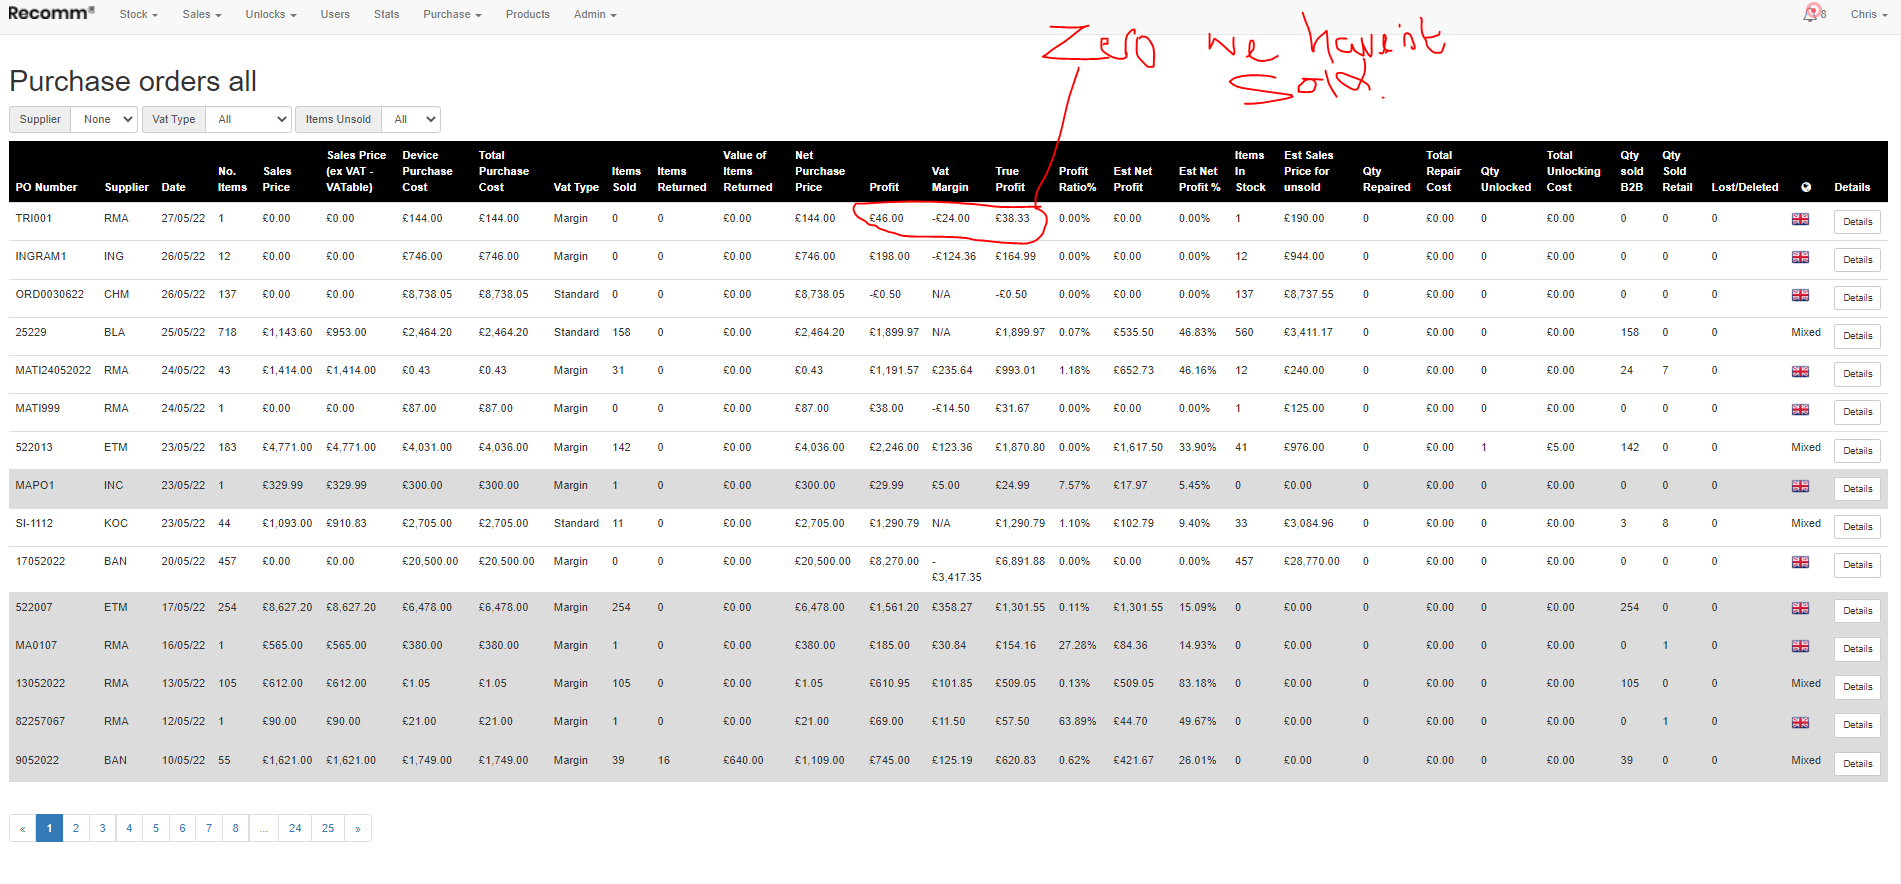 Recomm® Stock Sales Unlocks Users Stats Purchase Products Admin 8 Chris
Zero we haven't
Sold.
Purchase orders all
Supplier None Vat Type All Items Unsold All
PO Number Supplier Date No. Items Sales Price Sales Price (ex VAT - VATable) Device Purchase Cost Total Purchase Cost Vat Type Items Sold Items Returned Value of Items Returned Net Purchase Price Profit Vat Margin True Profit Profit Ratio% Est Net Profit Est Net Profit % Items In Stock Est Sales Price for unsold Qty Repaired Total Repair Cost Qty Unlocked Total Unlocking Cost Qty sold B2B Qty Sold Retail Lost/Deleted Details
TRI001 RMA 27/05/22 1 £0.00 £0.00 £144.00 £144.00 Margin 0 0 £0.00 £144.00 £46.00 -£24.00 £38.33 0.00% £0.00 0.00% 1 £190.00 0 £0.00 0 £0.00 0 0 0 Details
INGRAM1 ING 26/05/22 12 £0.00 £0.00 £746.00 £746.00 Margin 0 0 £0.00 £746.00 £198.00 -£124.36 £164.99 0.00% £0.00 0.00% 12 £944.00 0 £0.00 0 £0.00 0 0 0 Details
ORD0030622 CHM 26/05/22 137 £0.00 £0.00 £8,738.05 £8,738.05 Standard 0 0 £0.00 £8,738.05 -£0.50 N/A -£0.50 0.00% £0.00 0.00% 137 £8,737.55 0 £0.00 0 £0.00 0 0 0 Details
25229 BLA 25/05/22 718 £1,143.60 £953.00 £2,464.20 £2,464.20 Standard 158 0 £0.00 £2,464.20 £1,899.97 N/A £1,899.97 0.07% £535.50 46.83% 560 £3,411.17 0 £0.00 0 £0.00 158 0 0 Mixed Details
MATI24052022 RMA 24/05/22 43 £1,414.00 £1,414.00 £0.43 £0.43 Margin 31 0 £0.00 £0.43 £1,191.57 £235.64 £993.01 1.18% £652.73 46.16% 12 £240.00 0 £0.00 0 £0.00 24 7 0 Details
MATI999 RMA 24/05/22 1 £0.00 £0.00 £87.00 £87.00 Margin 0 0 £0.00 £87.00 £38.00 -£14.50 £31.67 0.00% £0.00 0.00% 1 £125.00 0 £0.00 0 £0.00 0 0 0 Details
522013 ETM 23/05/22 183 £4,771.00 £4,771.00 £4,031.00 £4,036.00 Margin 142 0 £0.00 £4,036.00 £2,246.00 £123.36 £1,870.80 0.00% £1,617.50 33.90% 41 £976.00 0 £0.00 1 £5.00 142 0 0 Mixed Details
MAPO1 INC 23/05/22 1 £329.99 £329.99 £300.00 £300.00 Margin 1 0 £0.00 £300.00 £29.99 £5.00 £24.99 7.57% £17.97 5.45% 0 £0.00 0 £0.00 0 £0.00 0 0 0 Details
SI-1112 KOC 23/05/22 44 £1,093.00 £910.83 £2,705.00 £2,705.00 Standard 11 0 £0.00 £2,705.00 £1,290.79 N/A £1,290.79 1.10% £102.79 9.40% 33 £3,084.96 0 £0.00 0 £0.00 3 8 0 Mixed Details
17052022 BAN 20/05/22 457 £0.00 £0.00 £20,500.00 £20,500.00 Margin 0 0 £0.00 £20,500.00 £8,270.00 -£3,417.35 £6,891.88 0.00% £0.00 0.00% 457 £28,770.00 0 £0.00 0 £0.00 0 0 0 Details
522007 ETM 17/05/22 254 £8,627.20 £8,627.20 £6,478.00 £6,478.00 Margin 254 0 £0.00 £6,478.00 £1,561.20 £358.27 £1,301.55 0.11% £1,301.55 15.09% 0 £0.00 0 £0.00 0 £0.00 254 0 0 Details
MA0107 RMA 16/05/22 1 £565.00 £565.00 £380.00 £380.00 Margin 1 0 £0.00 £380.00 £185.00 £30.84 £154.16 27.28% £84.36 14.93% 0 £0.00 0 £0.00 0 £0.00 0 1 0 Details
13052022 RMA 13/05/22 105 £612.00 £612.00 £1.05 £1.05 Margin 105 0 £0.00 £1.05 £610.95 £101.85 £509.05 0.13% £509.05 83.18% 0 £0.00 0 £0.00 0 £0.00 105 0 0 Mixed Details
82257067 RMA 12/05/22 1 £90.00 £90.00 £21.00 £21.00 Margin 1 0 £0.00 £21.00 £69.00 £11.50 £57.50 63.89% £44.70 49.67% 0 £0.00 0 £0.00 0 £0.00 0 1 0 Details
9052022 BAN 10/05/22 55 £1,621.00 £1,621.00 £1,749.00 £1,749.00 Margin 39 16 £640.00 £1,109.00 £745.00 £125.19 £620.83 0.62% £421.67 26.01% 0 £0.00 0 £0.00 0 £0.00 39 0 0 Mixed Details
« 1 2 3 4 5 6 7 8 ... 24 25 »